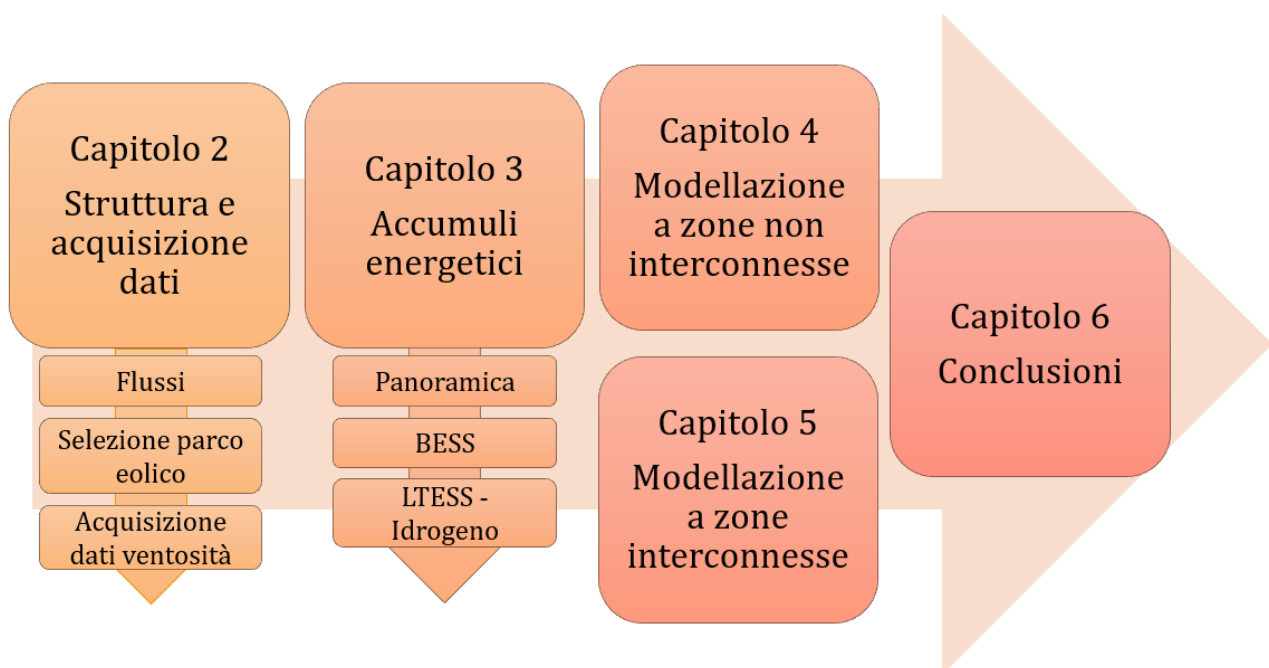 Capitolo 2
Struttura e
acquisizione
dati
Flussi
Selezione parco
eolico
Acquisizione
dati ventosità
Capitolo 3
Accumuli
energetici
Panoramica
BESS
LTESS -
Idrogeno
Capitolo 4
Modellazione
a zone non
interconnesse
Capitolo 5
Modellazione
a zone
interconnesse
Capitolo 6
Conclusioni